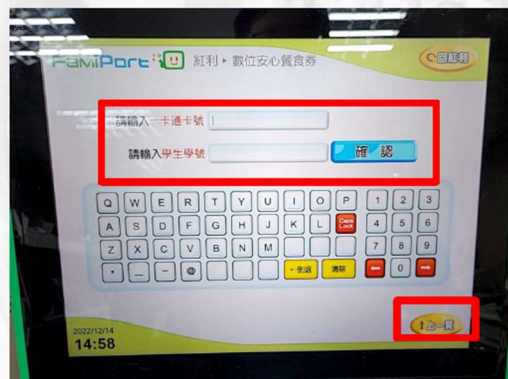 FamiPort 紅利 ▸ 數位安心餐食券 回紅利
請輸入一卡通卡號
請輸入學生學號 確認
Q W E R T Y U I O P 1 2 3
A S D F G H J K L Caps Lock 4 5 6
Z X C V B N M 7 8 9
. _ - @ ←倒退 清除 ← 0 →
↑上一頁
2022/12/14
14:58